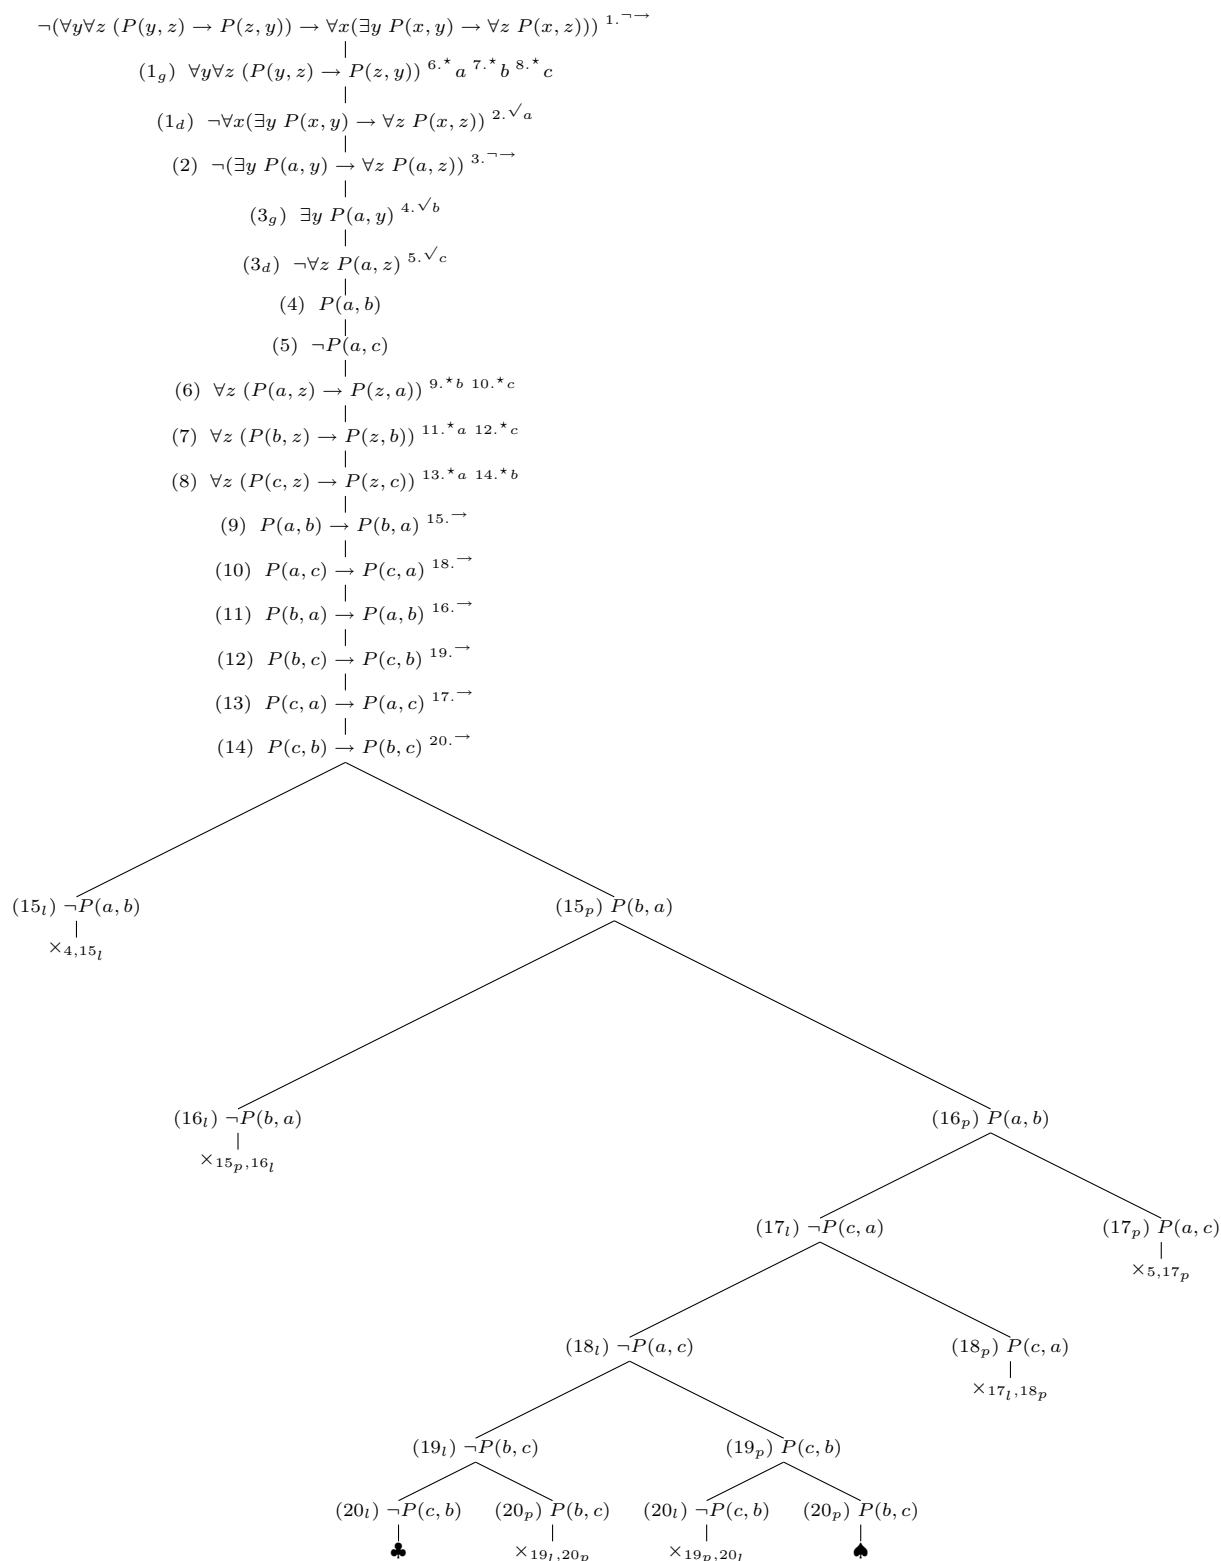 ¬(∀y∀z (P(y, z) → P(z, y)) → ∀x(∃y P(x, y) → ∀z P(x, z))) 1.¬→
(1g) ∀y∀z (P(y, z) → P(z, y)) 6.⋆a 7.⋆b 8.⋆c
(1d) ¬∀x(∃y P(x, y) → ∀z P(x, z)) 2.√a
(2) ¬(∃y P(a, y) → ∀z P(a, z)) 3.¬→
(3g) ∃y P(a, y) 4.√b
(3d) ¬∀z P(a, z) 5.√c
(4) P(a, b)
(5) ¬P(a, c)
(6) ∀z (P(a, z) → P(z, a)) 9.⋆b 10.⋆c
(7) ∀z (P(b, z) → P(z, b)) 11.⋆a 12.⋆c
(8) ∀z (P(c, z) → P(z, c)) 13.⋆a 14.⋆b
(9) P(a, b) → P(b, a) 15.→
(10) P(a, c) → P(c, a) 18.→
(11) P(b, a) → P(a, b) 16.→
(12) P(b, c) → P(c, b) 19.→
(13) P(c, a) → P(a, c) 17.→
(14) P(c, b) → P(b, c) 20.→
(15l) ¬P(a, b) (15p) P(b, a)
×4,15l
(16l) ¬P(b, a) (16p) P(a, b)
×15p,16l
(17l) ¬P(c, a) (17p) P(a, c)
×5,17p
(18l) ¬P(a, c) (18p) P(c, a)
×17l,18p
(19l) ¬P(b, c) (19p) P(c, b)
(20l) ¬P(c, b) (20p) P(b, c) (20l) ¬P(c, b) (20p) P(b, c)
♣ ×19l,20p ×19p,20l ♠